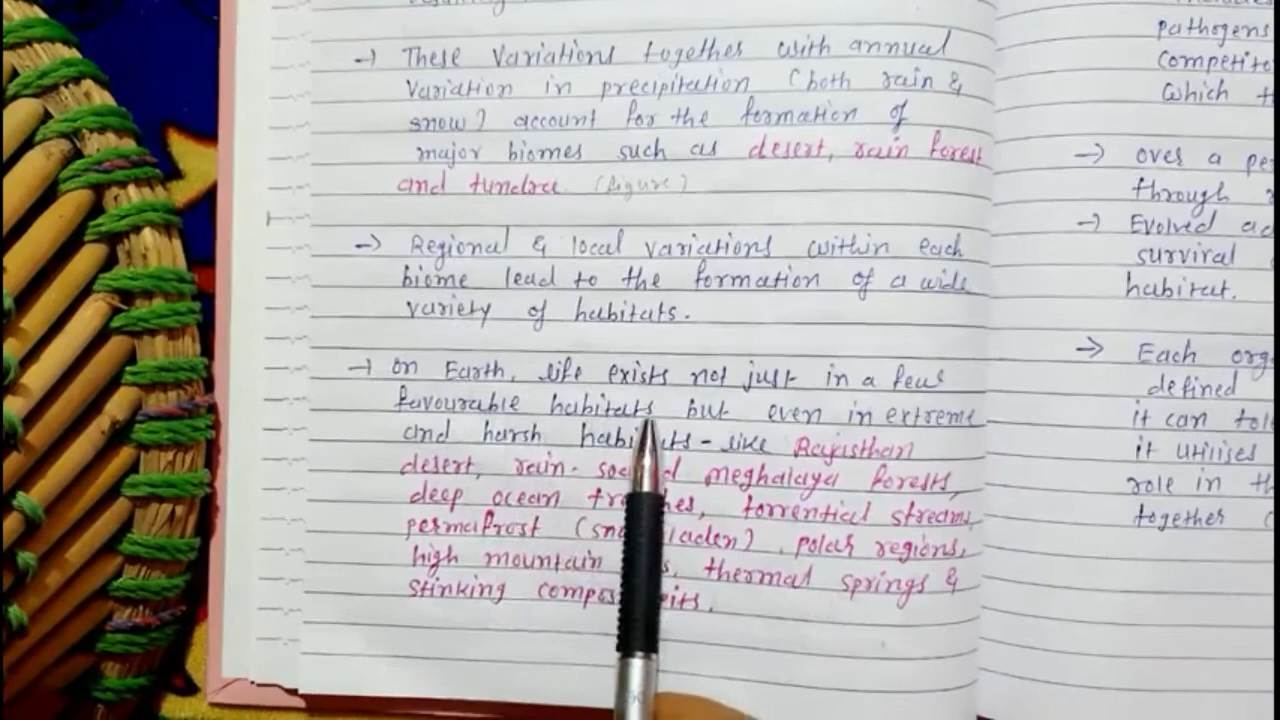 → These variations together with annual
variation in precipitation (both rain &
snow) account for the formation of
major biomes such as desert, rain forest
and tundra (figure)
→ Regional & local variations within each
biome lead to the formation of a wide
variety of habitats.
→ On Earth, life exists not just in a few
favourable habitats but even in extreme
and harsh - like Rajasthan
desert, rain- meghalaya forests,
deep ocean torrential streams,
permafrost polar regions,
high mountain thermal springs &
stinking
pathogens
which
→ over a
through
→ Evolved
survival
habitat.
→ Each
defined
it can
it utilises
role in
together